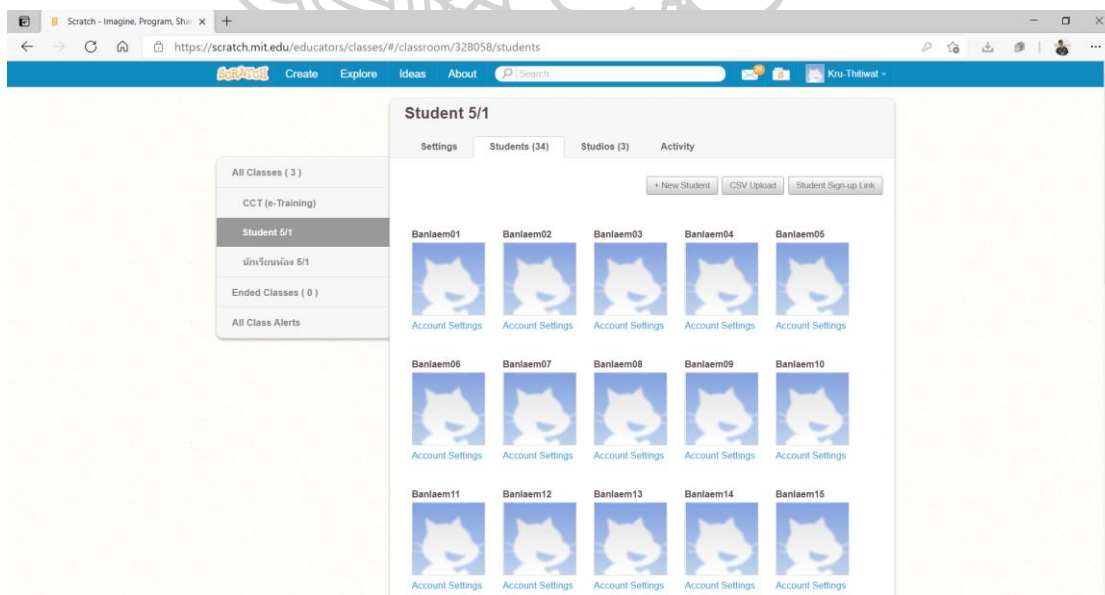 Scratch - Imagine, Program, Sha
https://scratch.mit.edu/educators/classes/#/classroom/328058/students
SCRATCH Create Explore Ideas About Search Kru-Thitiwat
Student 5/1
Settings Students (34) Studios (3) Activity
All Classes ( 3 )
CCT (e-Training)
Student 5/1
นักเรียนห้อง 5/1
Ended Classes ( 0 )
All Class Alerts
+ New Student CSV Upload Student Sign-up Link
Banlaem01 Banlaem02 Banlaem03 Banlaem04 Banlaem05
Account Settings Account Settings Account Settings Account Settings Account Settings
Banlaem06 Banlaem07 Banlaem08 Banlaem09 Banlaem10
Account Settings Account Settings Account Settings Account Settings Account Settings
Banlaem11 Banlaem12 Banlaem13 Banlaem14 Banlaem15
Account Settings Account Settings Account Settings Account Settings Account Settings